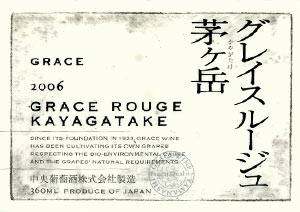 グレイスルージュ
茅ヶ岳
かやがたけ
GRACE
2006
GRACE ROUGE
KAYAGATAKE
SINCE ITS FOUNDATION IN 1923, GRACE WINE
HAS BEEN CULTIVATING ITS OWN GRAPES
RESPECTING THE BIO-ENVIRONMENTAL CAUSE
AND THE GRAPES' NATURAL REQUIREMENTS.
中央葡萄酒株式会社製造
360ML PRODUCE OF JAPAN